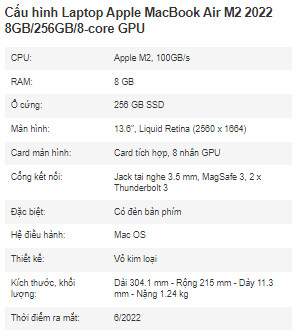 Cấu hình Laptop Apple MacBook Air M2 2022
8GB/256GB/8-core GPU
CPU: Apple M2, 100GB/s
RAM: 8 GB
Ổ cứng: 256 GB SSD
Màn hình: 13.6", Liquid Retina (2560 x 1664)
Card màn hình: Card tích hợp, 8 nhân GPU
Cổng kết nối: Jack tai nghe 3.5 mm, MagSafe 3, 2 x
Thunderbolt 3
Đặc biệt: Có đèn bàn phím
Hệ điều hành: Mac OS
Thiết kế: Vỏ kim loại
Kích thước, khối Dài 304.1 mm - Rộng 215 mm - Dày 11.3
lượng: mm - Nặng 1.24 kg
Thời điểm ra mắt: 6/2022